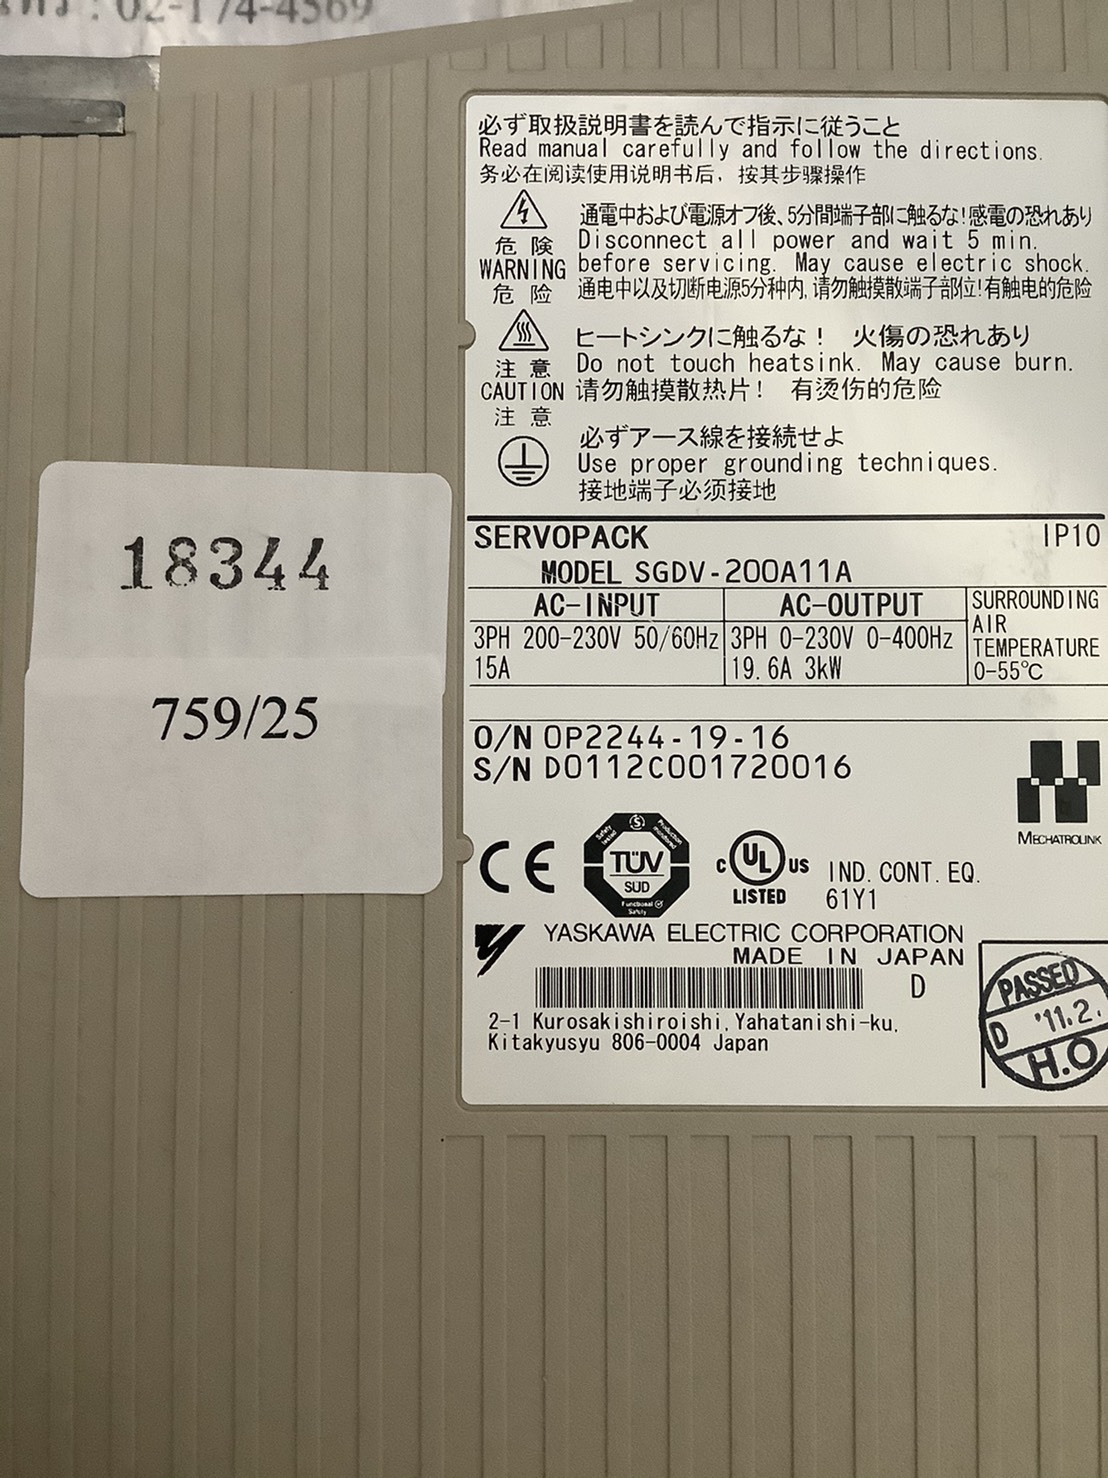 : 02-174-4569
必ず取扱説明書を読んで指示に従うこと
Read manual carefully and follow the directions.
务必在阅读使用说明书后，按其步骤操作
危 険
WARNING
危 险
通電中および電源オフ後、5分間端子部に触るな!感電の恐れあり
Disconnect all power and wait 5 min.
before servicing. May cause electric shock.
通电中以及切断电源5分种内,请勿触摸散端子部位!有触电的危险
注 意
CAUTION
注 意
ヒートシンクに触るな！ 火傷の恐れあり
Do not touch heatsink. May cause burn.
请勿触摸散热片！ 有烫伤的危险
必ずアース線を接続せよ
Use proper grounding techniques.
接地端子必须接地
18344
759/25
SERVOPACK IP10
MODEL SGDV-200A11A
AC-INPUT
3PH 200-230V 50/60Hz
15A
AC-OUTPUT
3PH 0-230V 0-400Hz
19.6A 3kW
SURROUNDING
AIR
TEMPERATURE
0-55℃
O/N OP2244-19-16
S/N D0112C001720016
MECHATROLINK
CE
Safety tested
S
Production monitored
TÜV
SÜD
Functional
Safety
C UL US
LISTED
IND. CONT. EQ.
61Y1
YASKAWA ELECTRIC CORPORATION
MADE IN JAPAN
D
2-1 Kurosakishiroishi, Yahatanishi-ku,
Kitakyusyu 806-0004 Japan
PASSED
D '11.2.
H.O